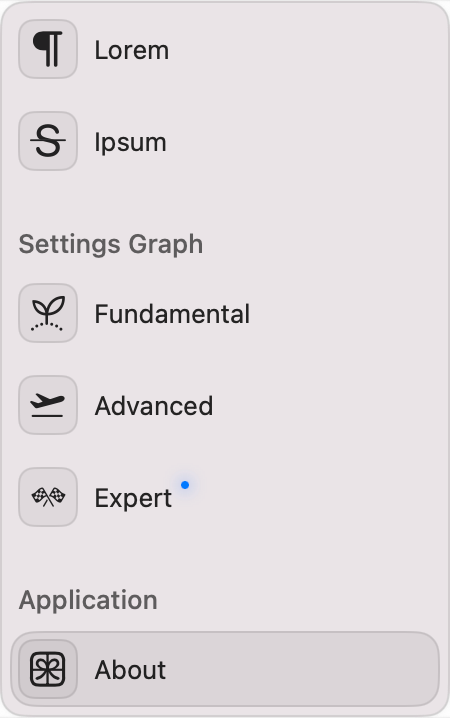 Lorem
Ipsum
Settings Graph
Fundamental
Advanced
Expert
Application
About